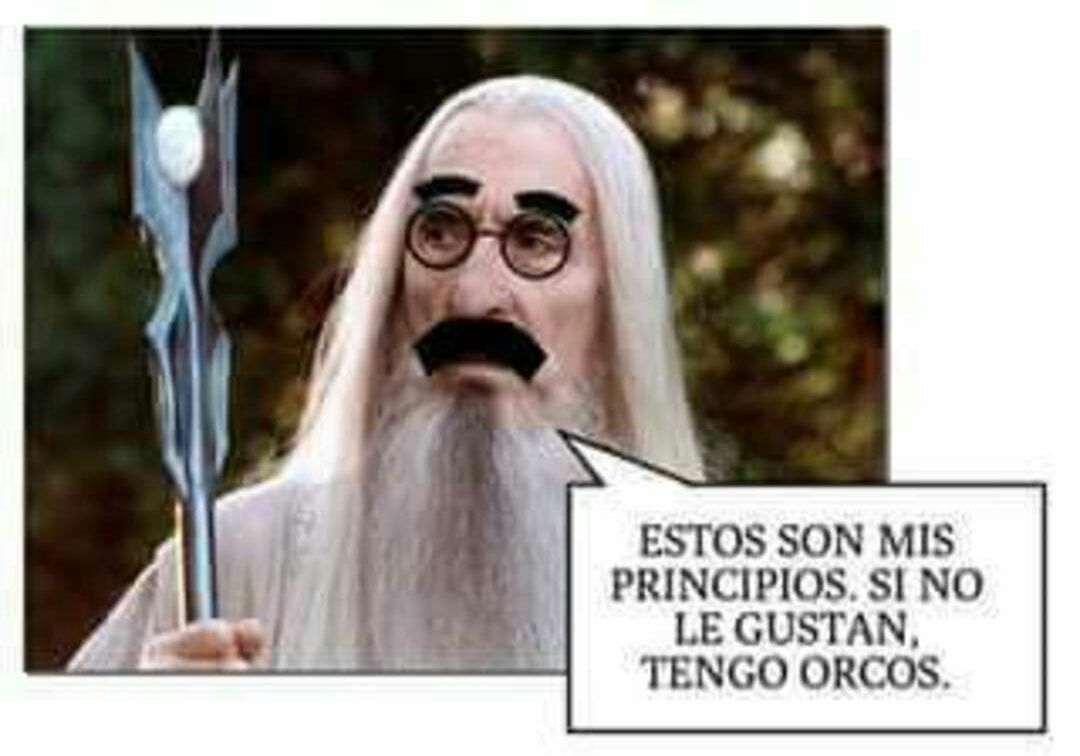 ESTOS SON MIS
PRINCIPIOS. SI NO
LE GUSTAN,
TENGO ORCOS.